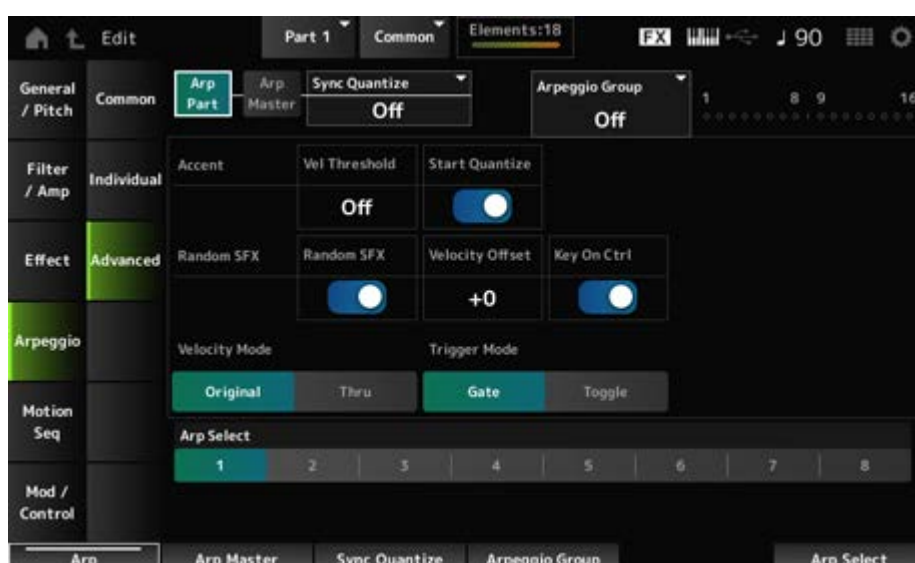 Edit
Part 1
Common
Elements:18
FX
90
General
/ Pitch
Common
Arp
Part
Arp
Master
Sync Quantize
Off
Arpeggio Group
Off
1
8
9
16
Filter
/ Amp
Individual
Accent
Vel Threshold
Start Quantize
Off
Effect
Advanced
Random SFX
Random SFX
Velocity Offset
Key On Ctrl
+0
Arpeggio
Velocity Mode
Trigger Mode
Original
Thru
Gate
Toggle
Motion
Seq
Arp Select
1
2
3
4
5
6
7
8
Mod /
Control
Arp
Arp Master
Sync Quantize
Arpeggio Group
Arp Select